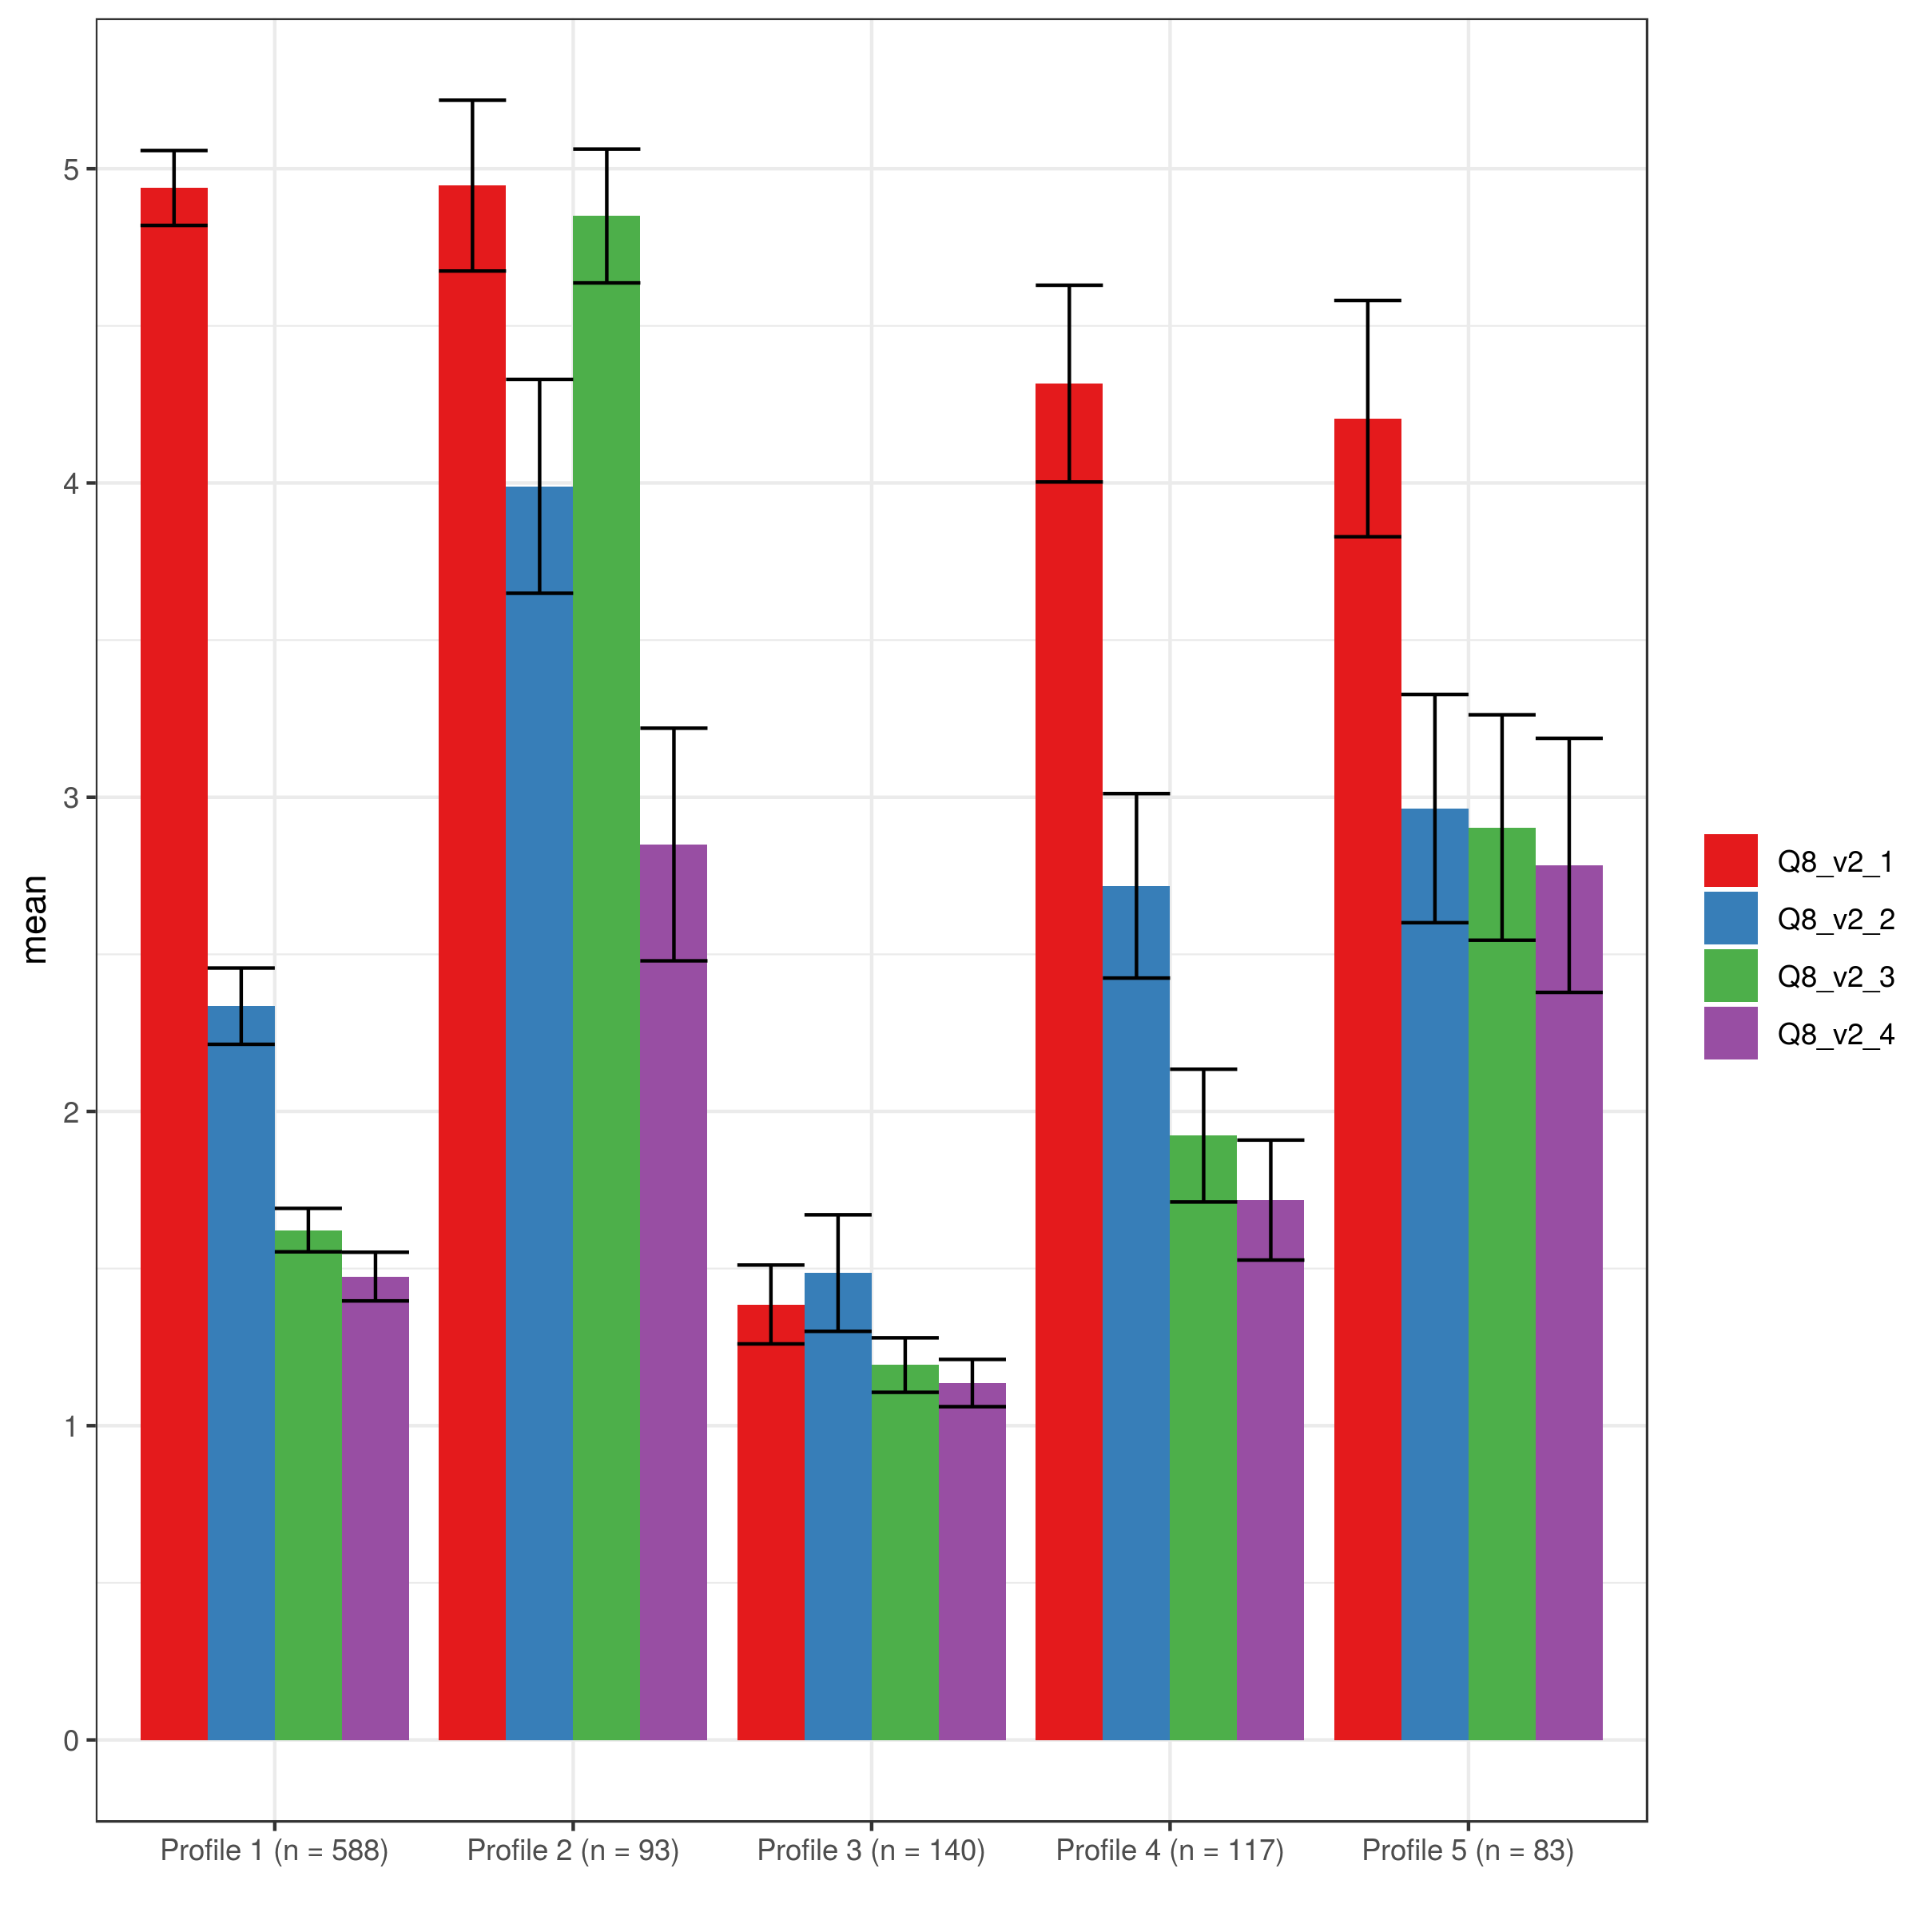 mean
5
4
3
2
1
0
Profile 1 (n = 588)
Profile 2 (n = 93)
Profile 3 (n = 140)
Profile 4 (n = 117)
Profile 5 (n = 83)
Q8_v2_1
Q8_v2_2
Q8_v2_3
Q8_v2_4